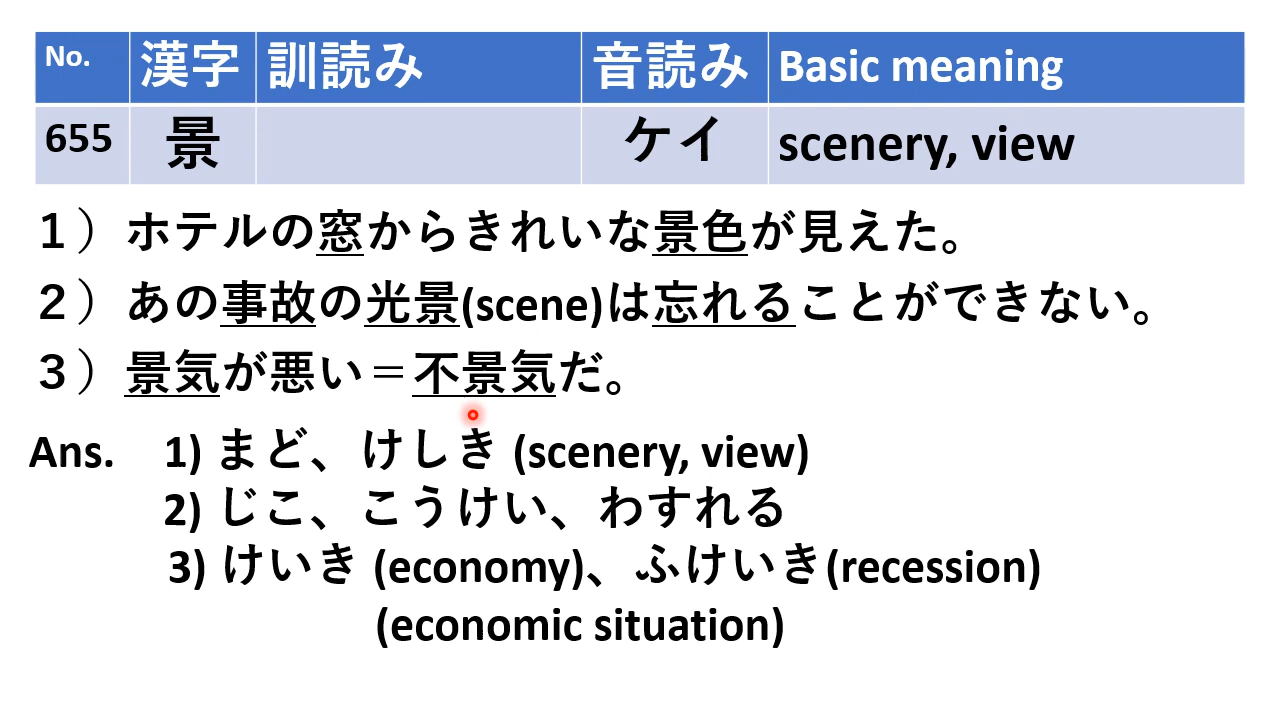 No. 漢字 訓読み 音読み Basic meaning
655 景 ケイ scenery, view
１）ホテルの窓からきれいな景色が見えた。
２）あの事故の光景(scene)は忘れることができない。
３）景気が悪い＝不景気だ。
Ans. 1) まど、けしき (scenery, view)
2) じこ、こうけい、わすれる
3) けいき (economy)、ふけいき(recession)
(economic situation)